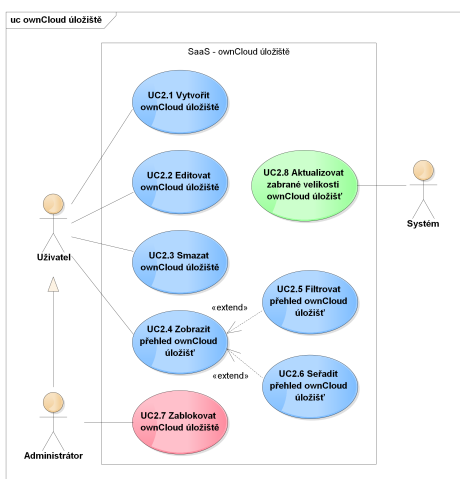 uc ownCloud úložiště
SaaS - ownCloud úložiště
UC2.1 Vytvořit
ownCloud úložiště
UC2.2 Editovat
ownCloud úložiště
UC2.8 Aktualizovat
zabrané velikosti
ownCloud úložišť
Systém
Uživatel
UC2.3 Smazat
ownCloud úložiště
«extend»
UC2.5 Filtrovat
přehled ownCloud
úložišť
UC2.4 Zobrazit
přehled ownCloud
úložišť
«extend»
UC2.6 Seřadit
přehled ownCloud
úložišť
UC2.7 Zablokovat
ownCloud úložiště
Administrátor